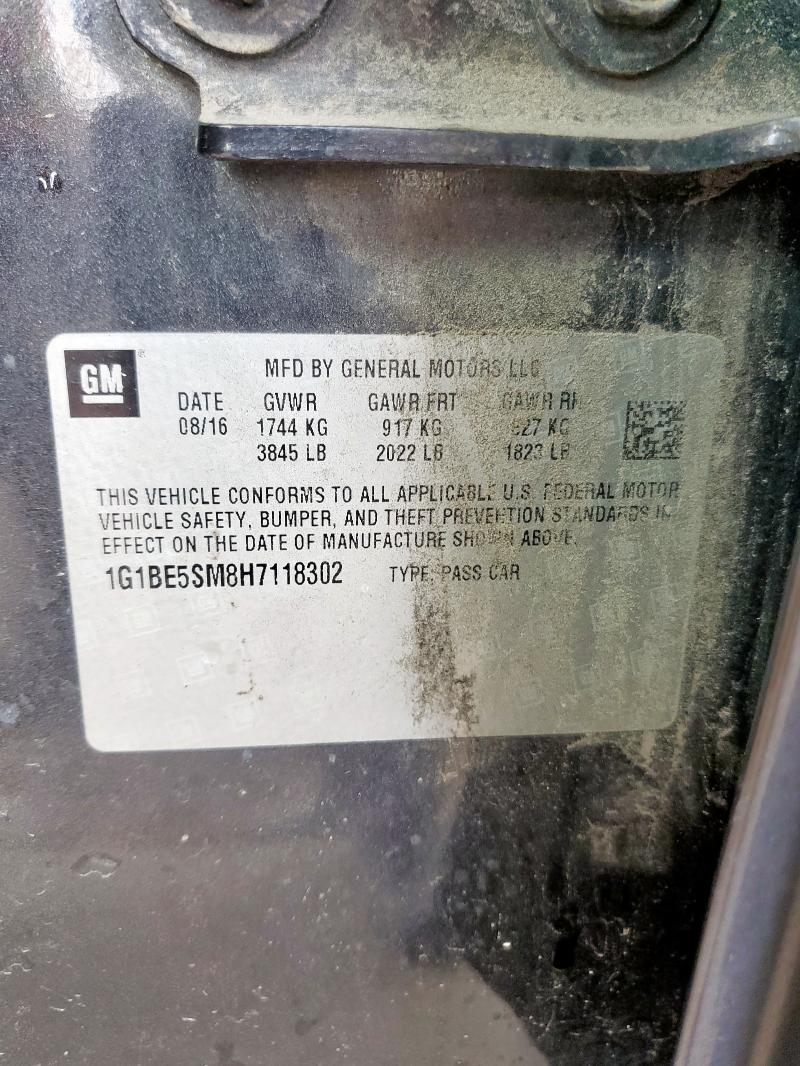 GM
MFD BY GENERAL MOTORS LLC
DATE GVWR GAWR FRT GAWR
08/16 1744 KG 917 KG KG
3845 LB 2022 LB 1823 LB
THIS VEHICLE CONFORMS TO ALL APPLICABLE U.S. FEDERAL MOTOR
VEHICLE SAFETY, BUMPER, AND THEFT PREVENTION STANDARDS IN
EFFECT ON THE DATE OF MANUFACTURE SHOWN ABOVE.
1G1BE5SM8H7118302 TYPE: PASS CAR